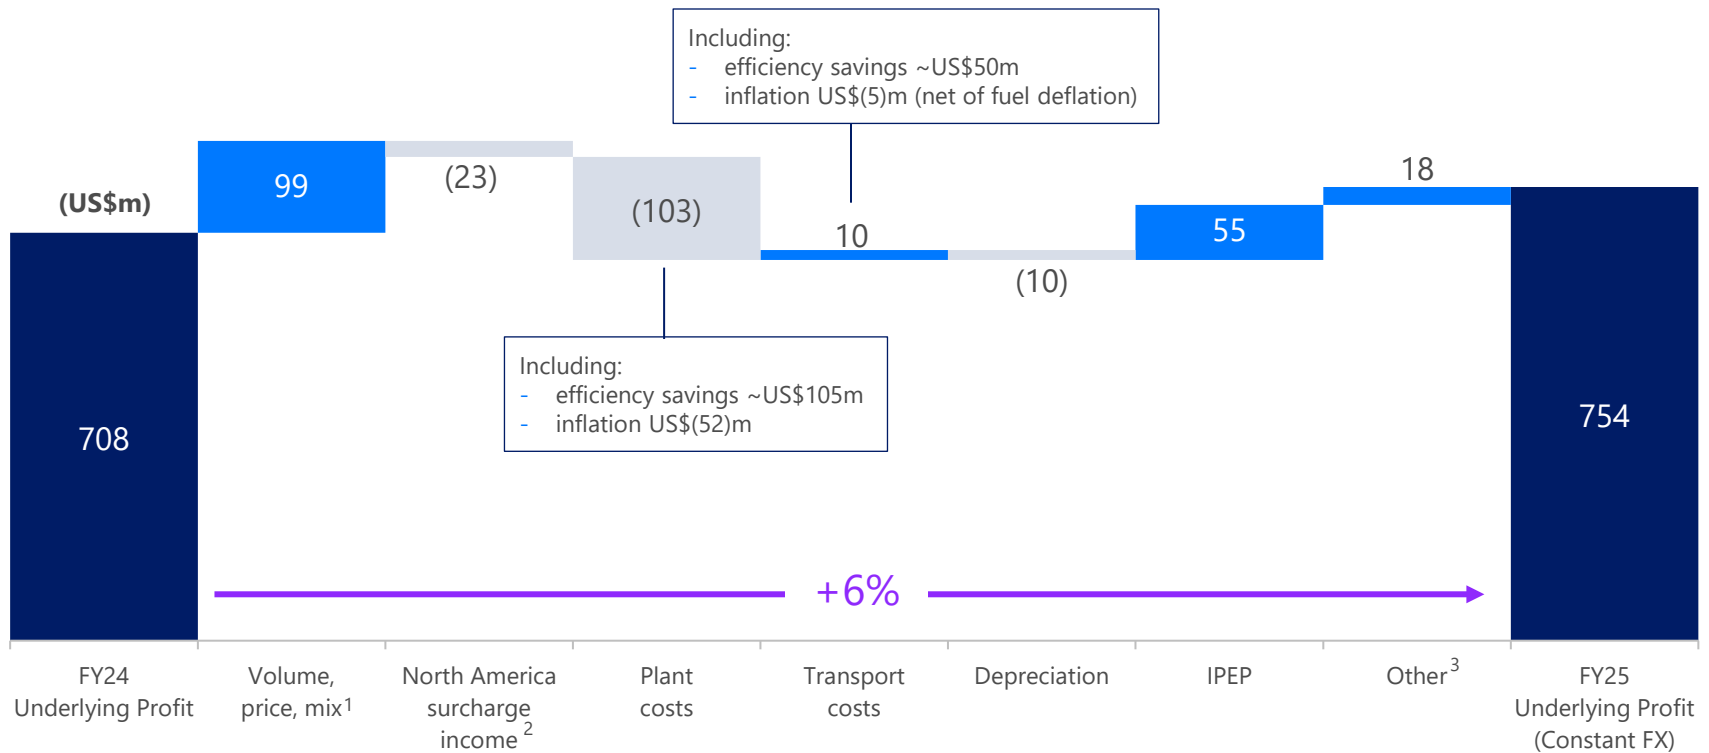 Including:
- efficiency savings ~US$50m
- inflation US$(5)m (net of fuel deflation)
(US$m)
708
99
(23)
(103)
10
(10)
55
18
754
Including:
- efficiency savings ~US$105m
- inflation US$(52)m
+6%
FY24
Underlying Profit
Volume,
price, mix1
North America
surcharge
income 2
Plant
costs
Transport
costs
Depreciation
IPEP
Other 3
FY25
Underlying Profit
(Constant FX)